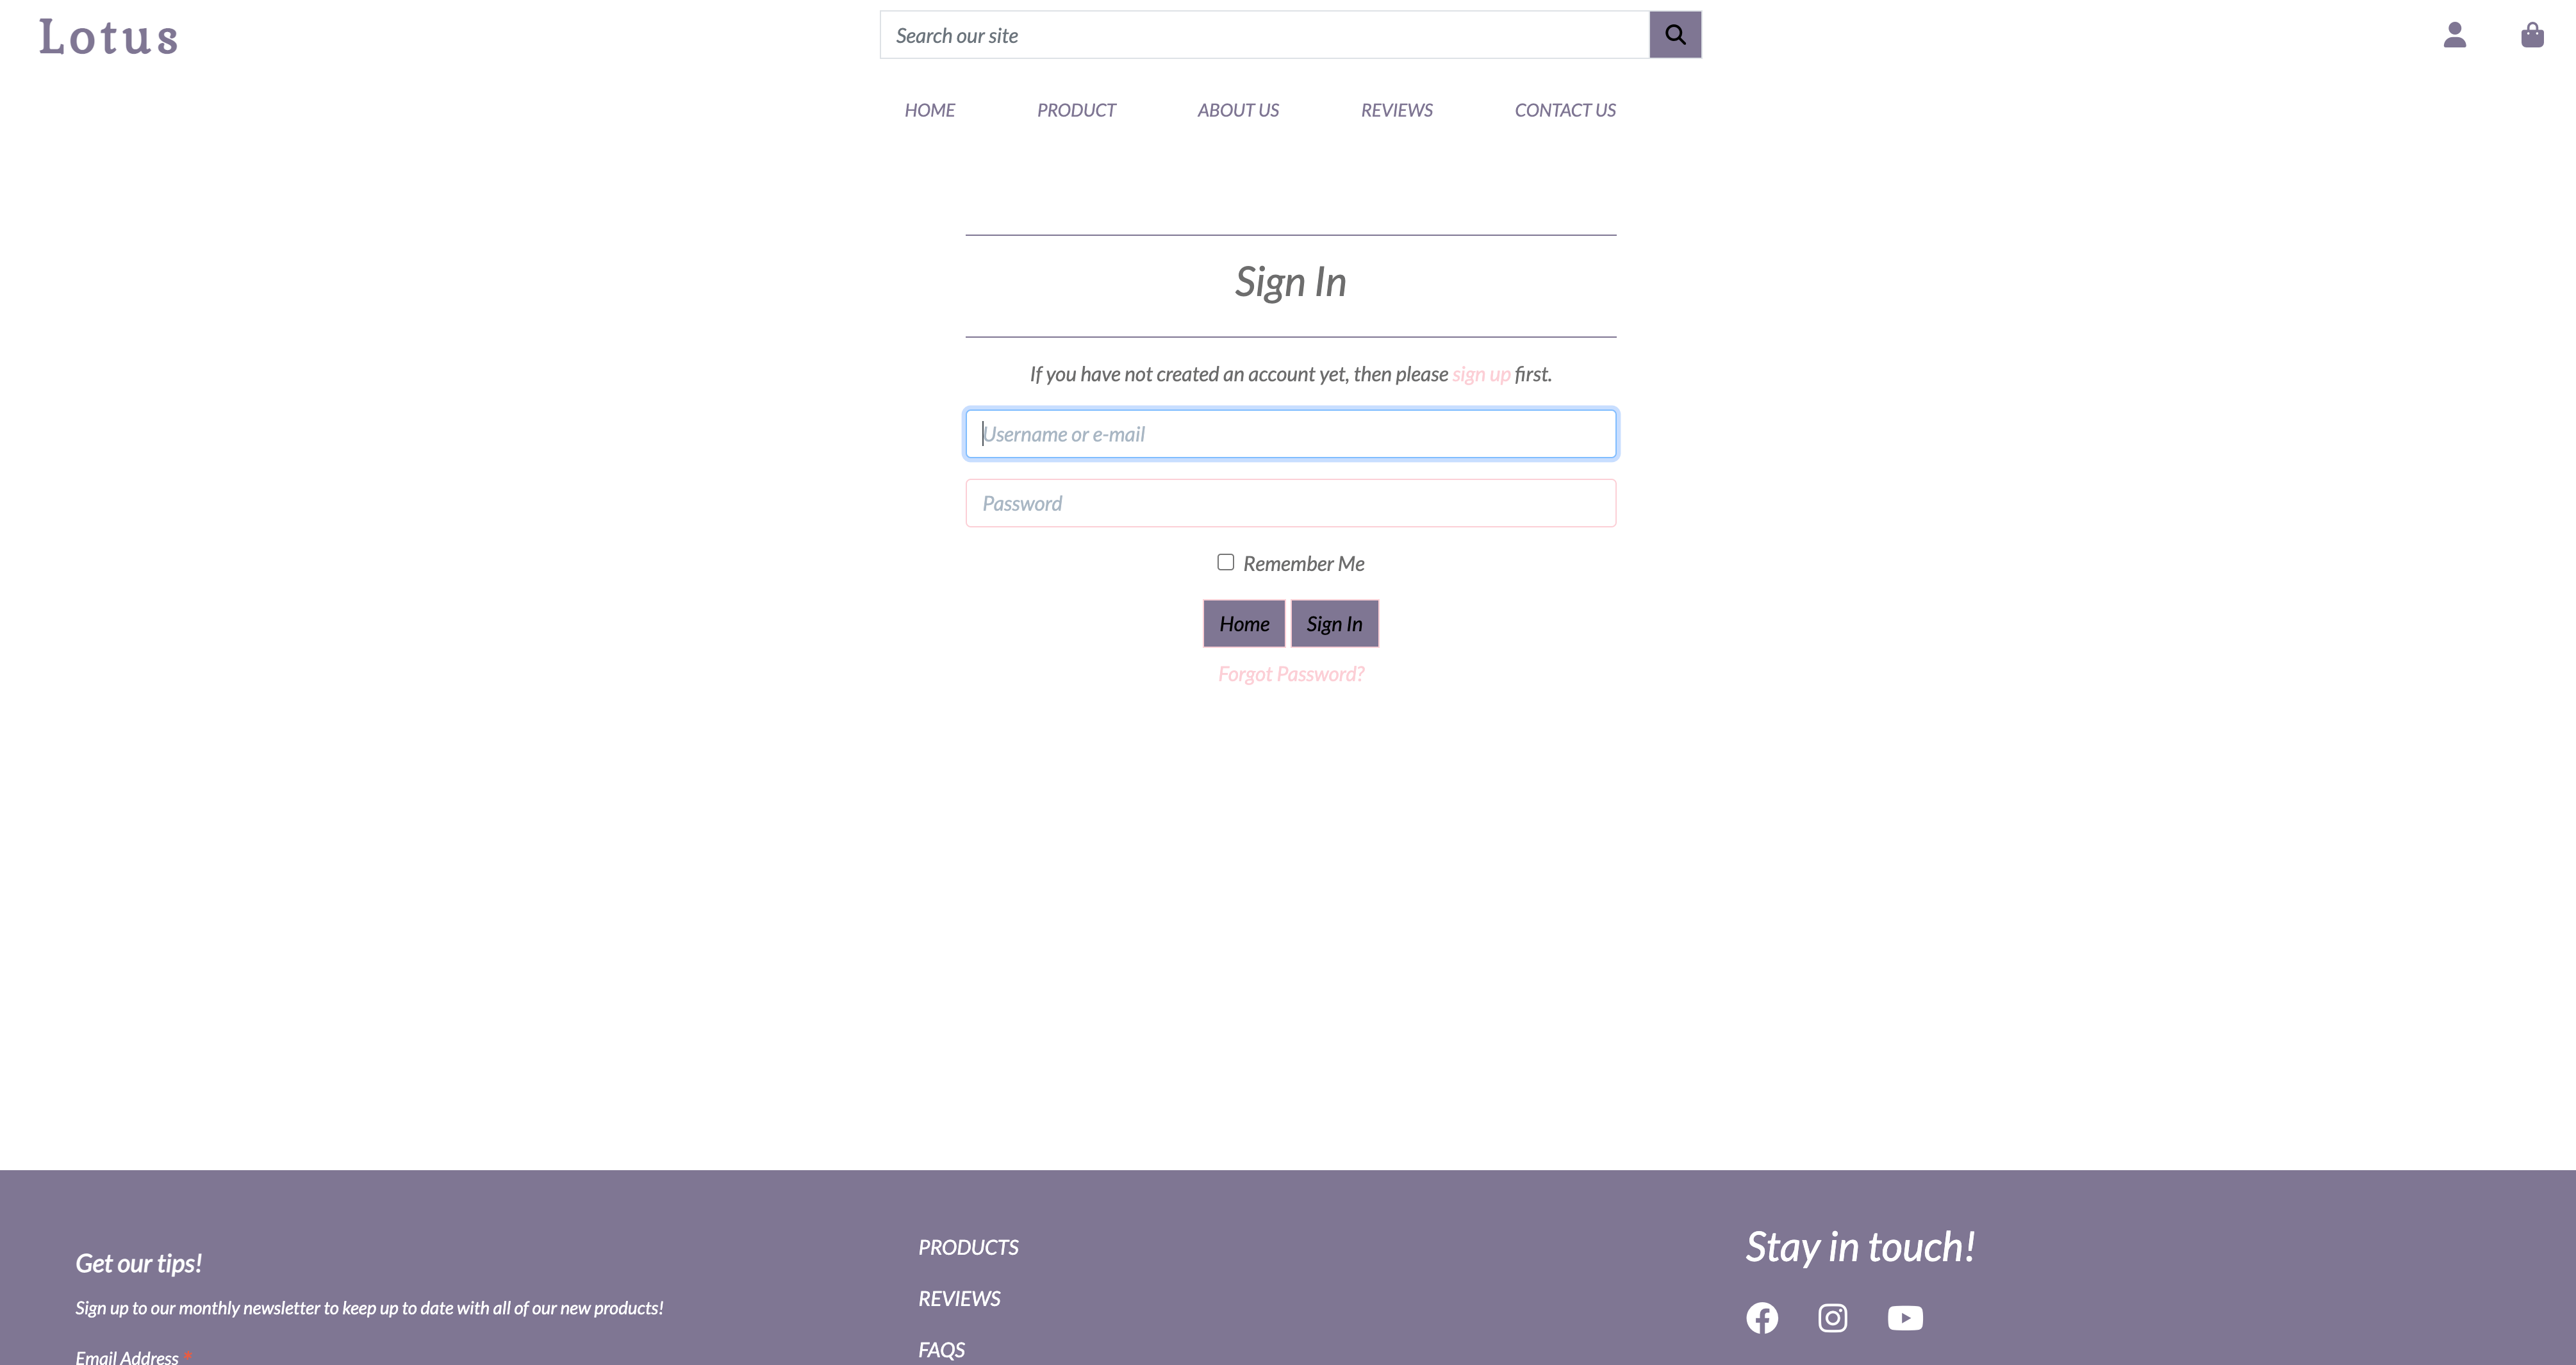 Lotus
Search our site
HOME PRODUCT ABOUT US REVIEWS CONTACT US
Sign In
If you have not created an account yet, then please sign up first.
Username or e-mail
Password
Remember Me
Home Sign In
Forgot Password?
Get our tips!
Sign up to our monthly newsletter to keep up to date with all of our new products!
Email Address *
PRODUCTS
REVIEWS
FAQS
Stay in touch!